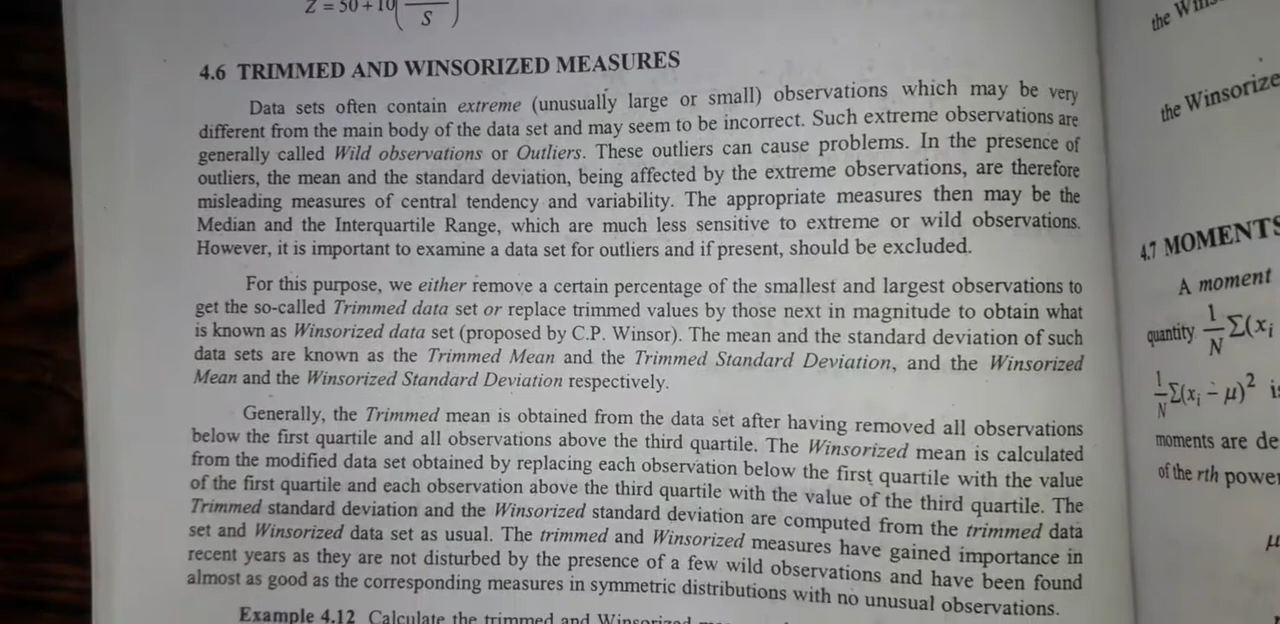 Z = 50 + 10( / S )
4.6 TRIMMED AND WINSORIZED MEASURES
Data sets often contain extreme (unusually large or small) observations which may be very
different from the main body of the data set and may seem to be incorrect. Such extreme observations are
generally called Wild observations or Outliers. These outliers can cause problems. In the presence of
outliers, the mean and the standard deviation, being affected by the extreme observations, are therefore
misleading measures of central tendency and variability. The appropriate measures then may be the
Median and the Interquartile Range, which are much less sensitive to extreme or wild observations.
However, it is important to examine a data set for outliers and if present, should be excluded.
For this purpose, we either remove a certain percentage of the smallest and largest observations to
get the so-called Trimmed data set or replace trimmed values by those next in magnitude to obtain what
is known as Winsorized data set (proposed by C.P. Winsor). The mean and the standard deviation of such
data sets are known as the Trimmed Mean and the Trimmed Standard Deviation, and the Winsorized
Mean and the Winsorized Standard Deviation respectively.
Generally, the Trimmed mean is obtained from the data set after having removed all observations
below the first quartile and all observations above the third quartile. The Winsorized mean is calculated
from the modified data set obtained by replacing each observation below the first quartile with the value
of the first quartile and each observation above the third quartile with the value of the third quartile. The
Trimmed standard deviation and the Winsorized standard deviation are computed from the trimmed data
set and Winsorized data set as usual. The trimmed and Winsorized measures have gained importance in
recent years as they are not disturbed by the presence of a few wild observations and have been found
almost as good as the corresponding measures in symmetric distributions with no unusual observations.
Example 4.12 Calculate the trimmed and Winsorized
the
the Winsorize
4.7 MOMENTS
A moment
quantity 1/N Σ(xi
1/N Σ(xi - μ)² is
moments are de
of the rth power
μ